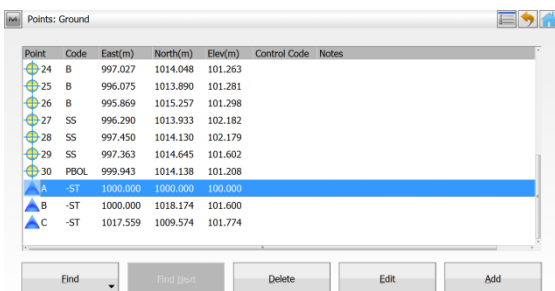 Points: Ground
Point Code East(m) North(m) Elev(m) Control Code Notes
24 B 997.027 1014.048 101.263
25 B 996.075 1013.890 101.281
26 B 995.869 1015.257 101.298
27 SS 996.290 1013.933 102.182
28 SS 997.450 1014.130 102.179
29 SS 997.363 1014.645 101.602
30 PBOL 999.943 1014.138 101.208
A -ST 1000.000 1000.000 100.000
B -ST 1000.000 1018.174 101.600
C -ST 1017.559 1009.574 101.774
Find Find Next Delete Edit Add